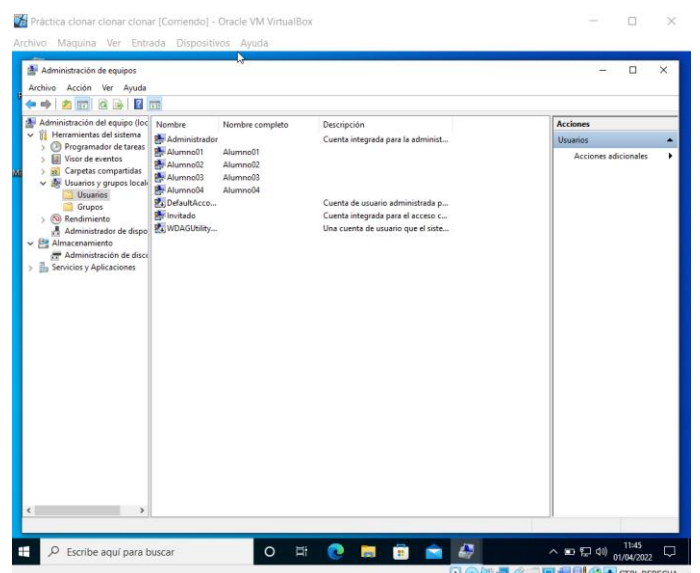 Práctica clonar clonar clonar [Corriendo] - Oracle VM VirtualBox
Archivo Máquina Ver Entrada Dispositivos Ayuda
Administración de equipos
Archivo Acción Ver Ayuda
Administración del equipo (loc
Herramientas del sistema
Programador de tareas
Visor de eventos
Carpetas compartidas
Usuarios y grupos locale
Usuarios
Grupos
Rendimiento
Administrador de dispo
Almacenamiento
Administración de disco
Servicios y Aplicaciones
Nombre Nombre completo Descripción
Administrador Cuenta integrada para la administ...
Alumno01 Alumno01
Alumno02 Alumno02
Alumno03 Alumno03
Alumno04 Alumno04
DefaultAcco... Cuenta de usuario administrada p...
Invitado Cuenta integrada para el acceso c...
WDAGUtility... Una cuenta de usuario que el siste...
Acciones
Usuarios
Acciones adicionales
Escribe aquí para buscar
11:45
01/04/2022
CTRL DERECHA